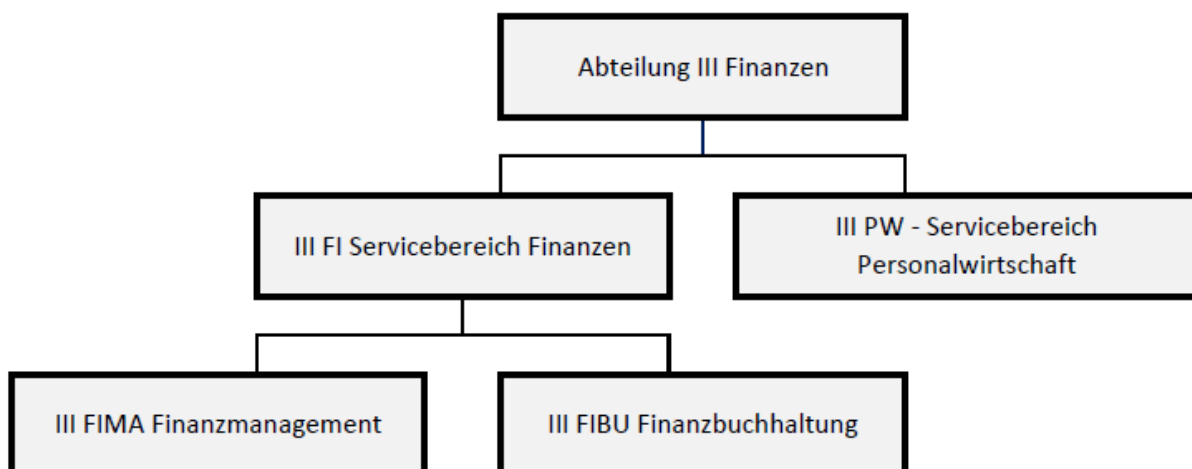 Abteilung III Finanzen
III FI Servicebereich Finanzen
III PW - Servicebereich
Personalwirtschaft
III FIMA Finanzmanagement
III FIBU Finanzbuchhaltung